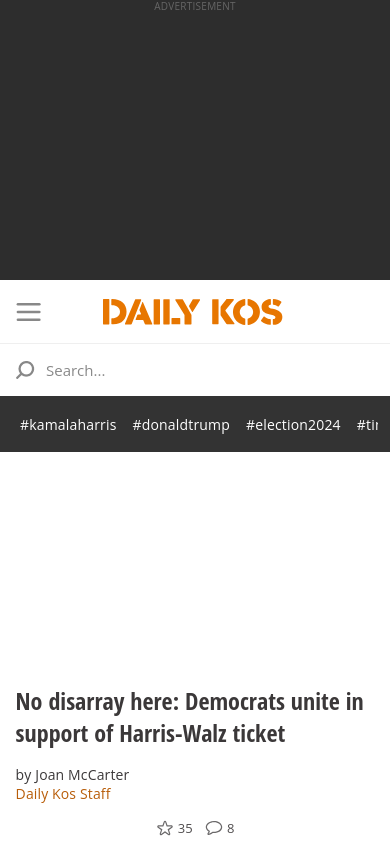 ADVERTISEMENT
DAILY KOS
Search...
#kamalaharris #donaldtrump #election2024
No disarray here: Democrats unite in
support of Harris-Walz ticket
by Joan McCarter
Daily Kos Staff
35 8